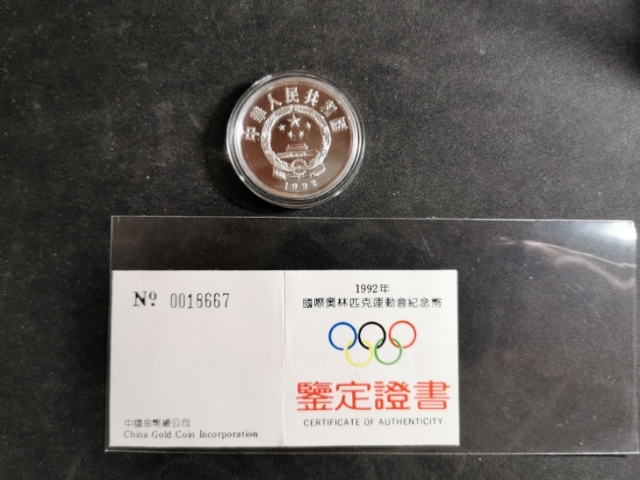 中華人民共和國
1992
No 0018667
中國金幣總公司
China Gold Coin Incorporation
1992年
國際奧林匹克運動會紀念幣
鑒定證書
CERTIFICATE OF AUTHENTICITY